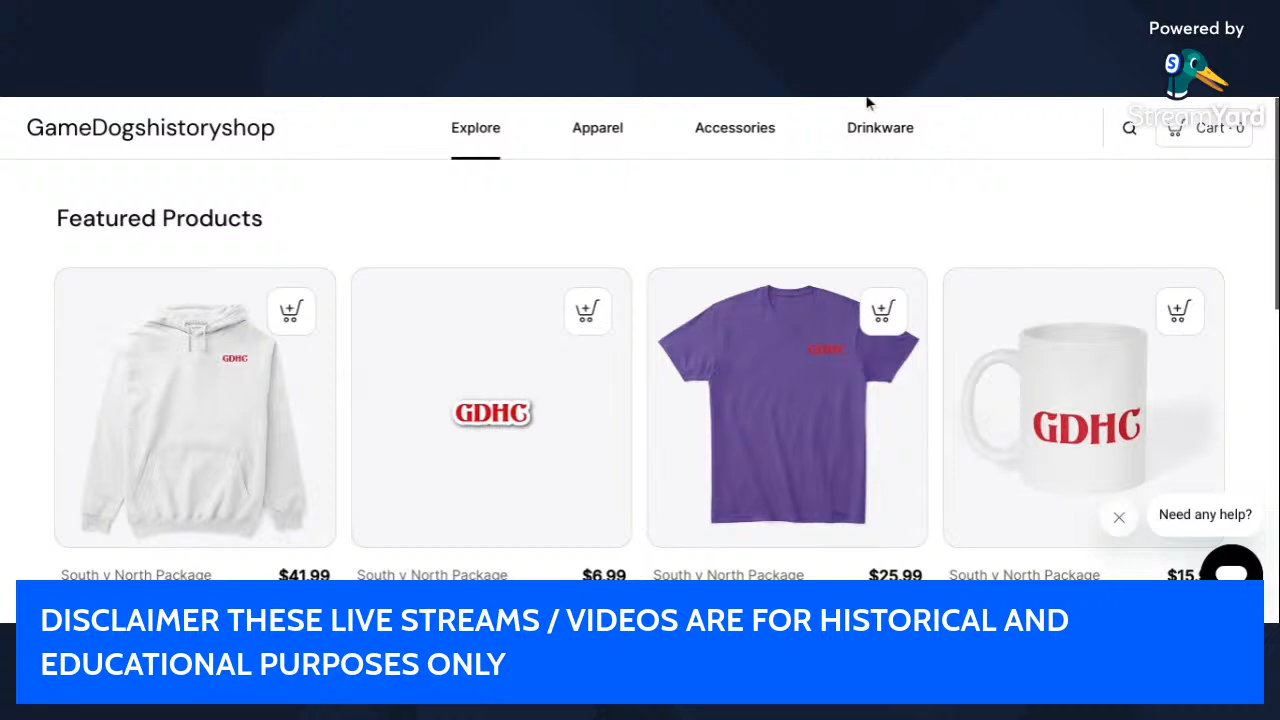 Powered by
StreamYard
GameDogshistoryshop
Explore
Apparel
Accessories
Drinkware
Cart · 0
Featured Products
GDHC
GDHC
GDHC
GDHC
Need any help?
South v North Package
$41.99
South v North Package
$6.99
South v North Package
$25.99
South v North Package
DISCLAIMER THESE LIVE STREAMS / VIDEOS ARE FOR HISTORICAL AND
EDUCATIONAL PURPOSES ONLY